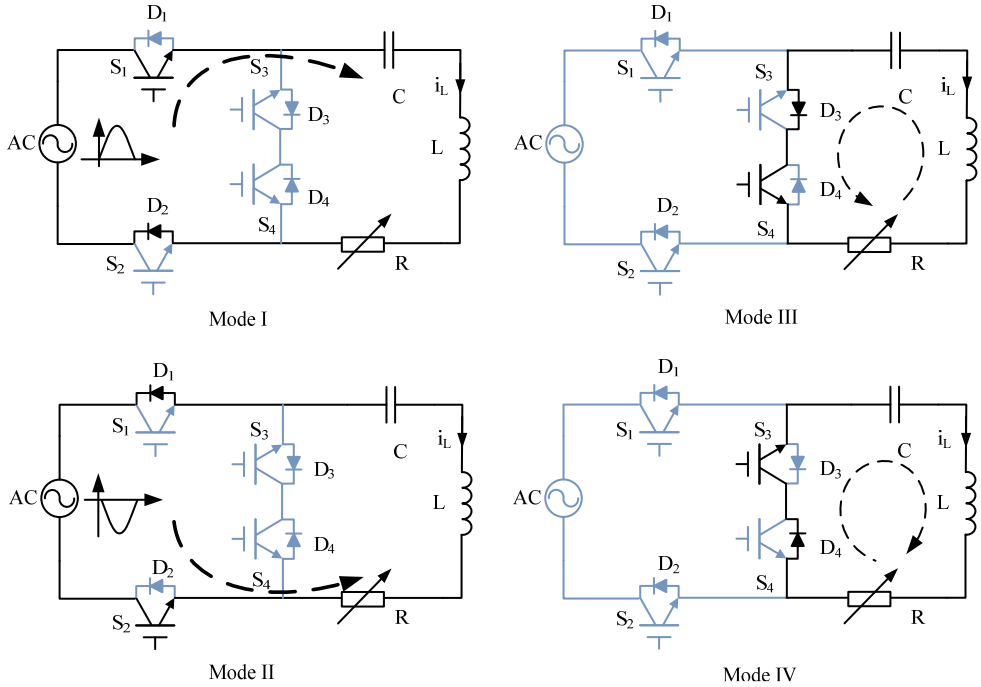 D1
S1
S3
C
iL
AC
D3
L
D2
D4
S4
S2
R
Mode I
D1
S1
S3
C
iL
AC
D3
L
D2
D4
S4
S2
R
Mode III
D1
S1
S3
C
iL
AC
D3
L
D2
D4
S4
S2
R
Mode II
D1
S1
S3
C
iL
AC
D3
L
D2
D4
S4
S2
R
Mode IV